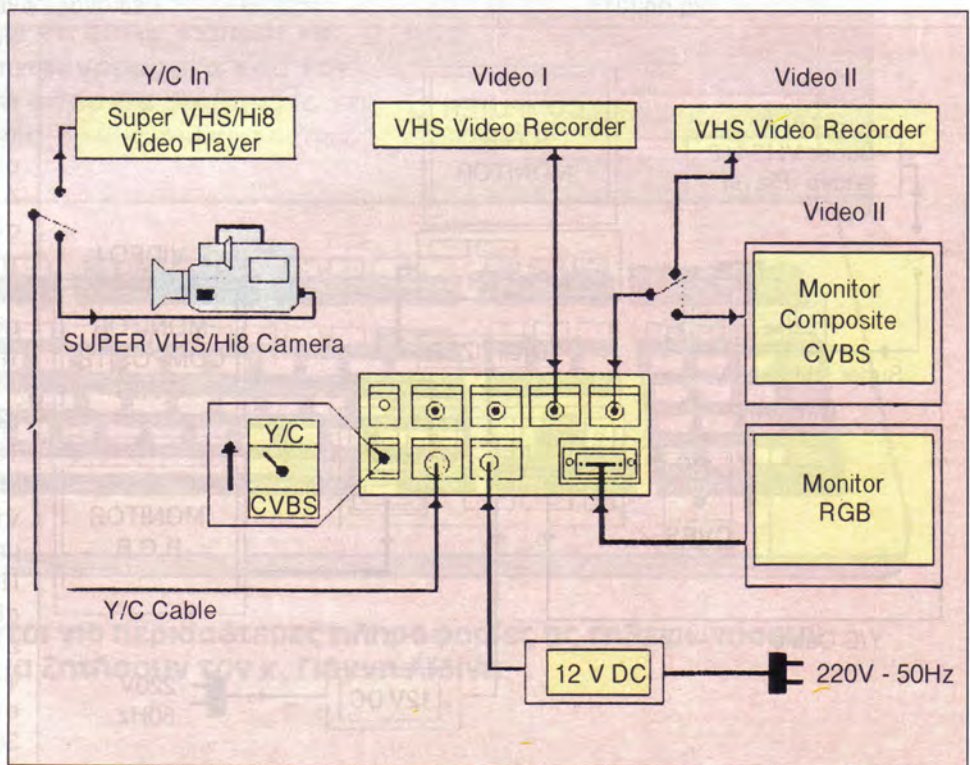 Y/C In
Video I
Video II
Super VHS/Hi8
Video Player
VHS Video Recorder
VHS Video Recorder
Video II
Monitor
Composite
CVBS
SUPER VHS/Hi8 Camera
Y/C
CVBS
Monitor
RGB
Y/C Cable
12 V DC
220V - 50Hz